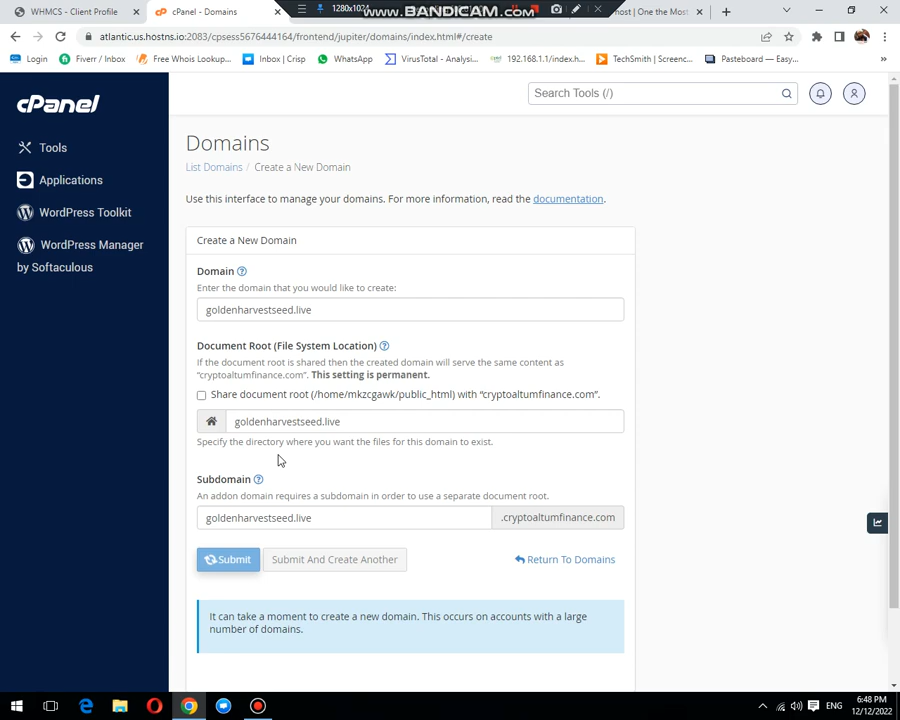 WHMCS - Client Profile
cPanel - Domains
1280x1024
www.BANDICAM.com
most | One the Mos
atlantic.us.hostns.io:2083/cpsess5676444164/frontend/jupiter/domains/index.html#/create
Login
Fiverr / Inbox
Free Whois Lookup...
Inbox | Crisp
WhatsApp
VirusTotal - Analysi...
192.168.1.1/index.h...
TechSmith | Screenc...
Pasteboard — Easy...
cPanel
Search Tools (/)
Tools
Applications
WordPress Toolkit
WordPress Manager
by Softaculous
Domains
List Domains / Create a New Domain
Use this interface to manage your domains. For more information, read the documentation.
Create a New Domain
Domain
Enter the domain that you would like to create:
goldenharvestseed.live
Document Root (File System Location)
If the document root is shared then the created domain will serve the same content as
“cryptoaltumfinance.com”. This setting is permanent.
Share document root (/home/mkzcgawk/public_html) with “cryptoaltumfinance.com”.
goldenharvestseed.live
Specify the directory where you want the files for this domain to exist.
Subdomain
An addon domain requires a subdomain in order to use a separate document root.
goldenharvestseed.live .cryptoaltumfinance.com
Submit
Submit And Create Another
Return To Domains
It can take a moment to create a new domain. This occurs on accounts with a large
number of domains.
ENG
6:48 PM
12/12/2022